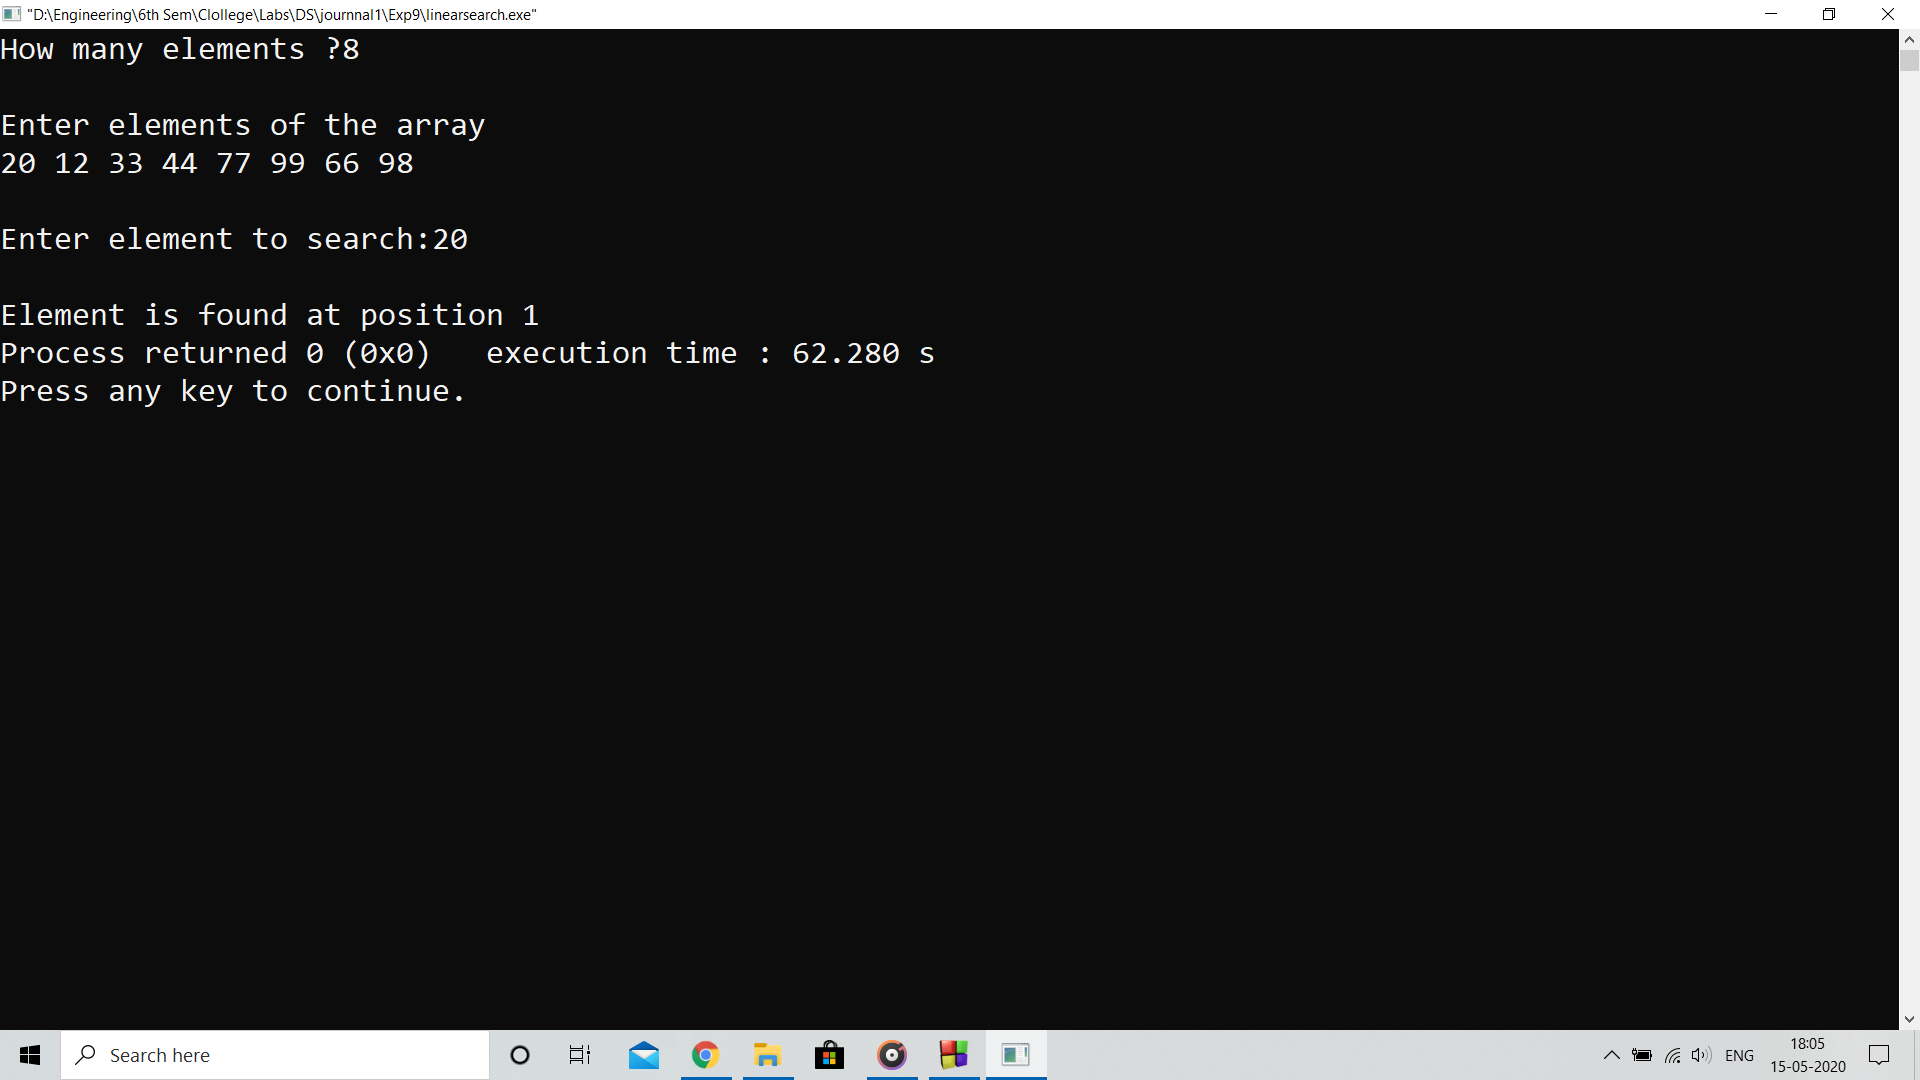 "D:\Engineering\6th Sem\Clollege\Labs\DS\journnal1\Exp9\linearsearch.exe"
How many elements ?8
Enter elements of the array
20 12 33 44 77 99 66 98
Enter element to search:20
Element is found at position 1
Process returned 0 (0x0)   execution time : 62.280 s
Press any key to continue.
Search here
ENG
18:05
15-05-2020